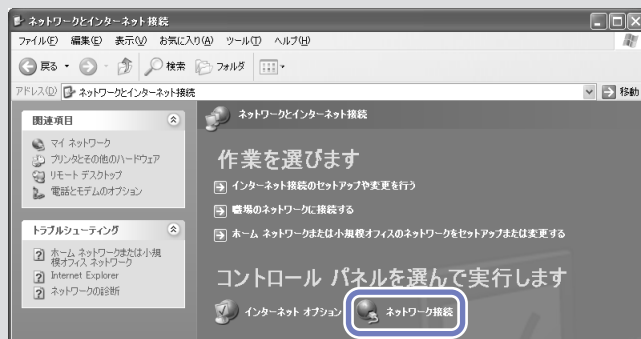 ネットワークとインターネット接続
ファイル(F) 編集(E) 表示(V) お気に入り(A) ツール(T) ヘルプ(H)
戻る 検索 フォルダ
アドレス(D) ネットワークとインターネット接続 移動
関連項目
マイ ネットワーク
プリンタとその他のハードウェア
リモート デスクトップ
電話とモデムのオプション
トラブルシューティング
ホーム ネットワークまたは小規
模オフィス ネットワーク
Internet Explorer
ネットワークの診断
ネットワークとインターネット接続
作業を選びます
インターネット接続のセットアップや変更を行う
職場のネットワークに接続する
ホーム ネットワークまたは小規模オフィスのネットワークをセットアップまたは変更する
コントロール パネルを選んで実行します
インターネット オプション ネットワーク接続